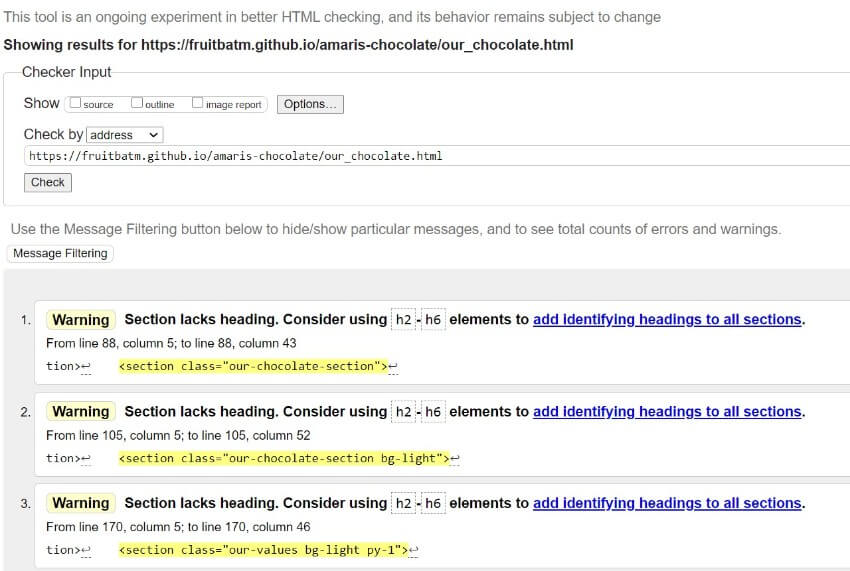 This tool is an ongoing experiment in better HTML checking, and its behavior remains subject to change
Showing results for https://fruitbatm.github.io/amaris-chocolate/our_chocolate.html
Checker Input
Show source outline image report Options...
Check by address
https://fruitbatm.github.io/amaris-chocolate/our_chocolate.html
Check
Use the Message Filtering button below to hide/show particular messages, and to see total counts of errors and warnings.
Message Filtering
1. Warning Section lacks heading. Consider using h2-h6 elements to add identifying headings to all sections.
From line 88, column 5; to line 88, column 43
tion>↩ <section class="our-chocolate-section">↩
2. Warning Section lacks heading. Consider using h2-h6 elements to add identifying headings to all sections.
From line 105, column 5; to line 105, column 52
tion>↩ <section class="our-chocolate-section bg-light">↩
3. Warning Section lacks heading. Consider using h2-h6 elements to add identifying headings to all sections.
From line 170, column 5; to line 170, column 46
tion>↩ <section class="our-values bg-light py-1">↩